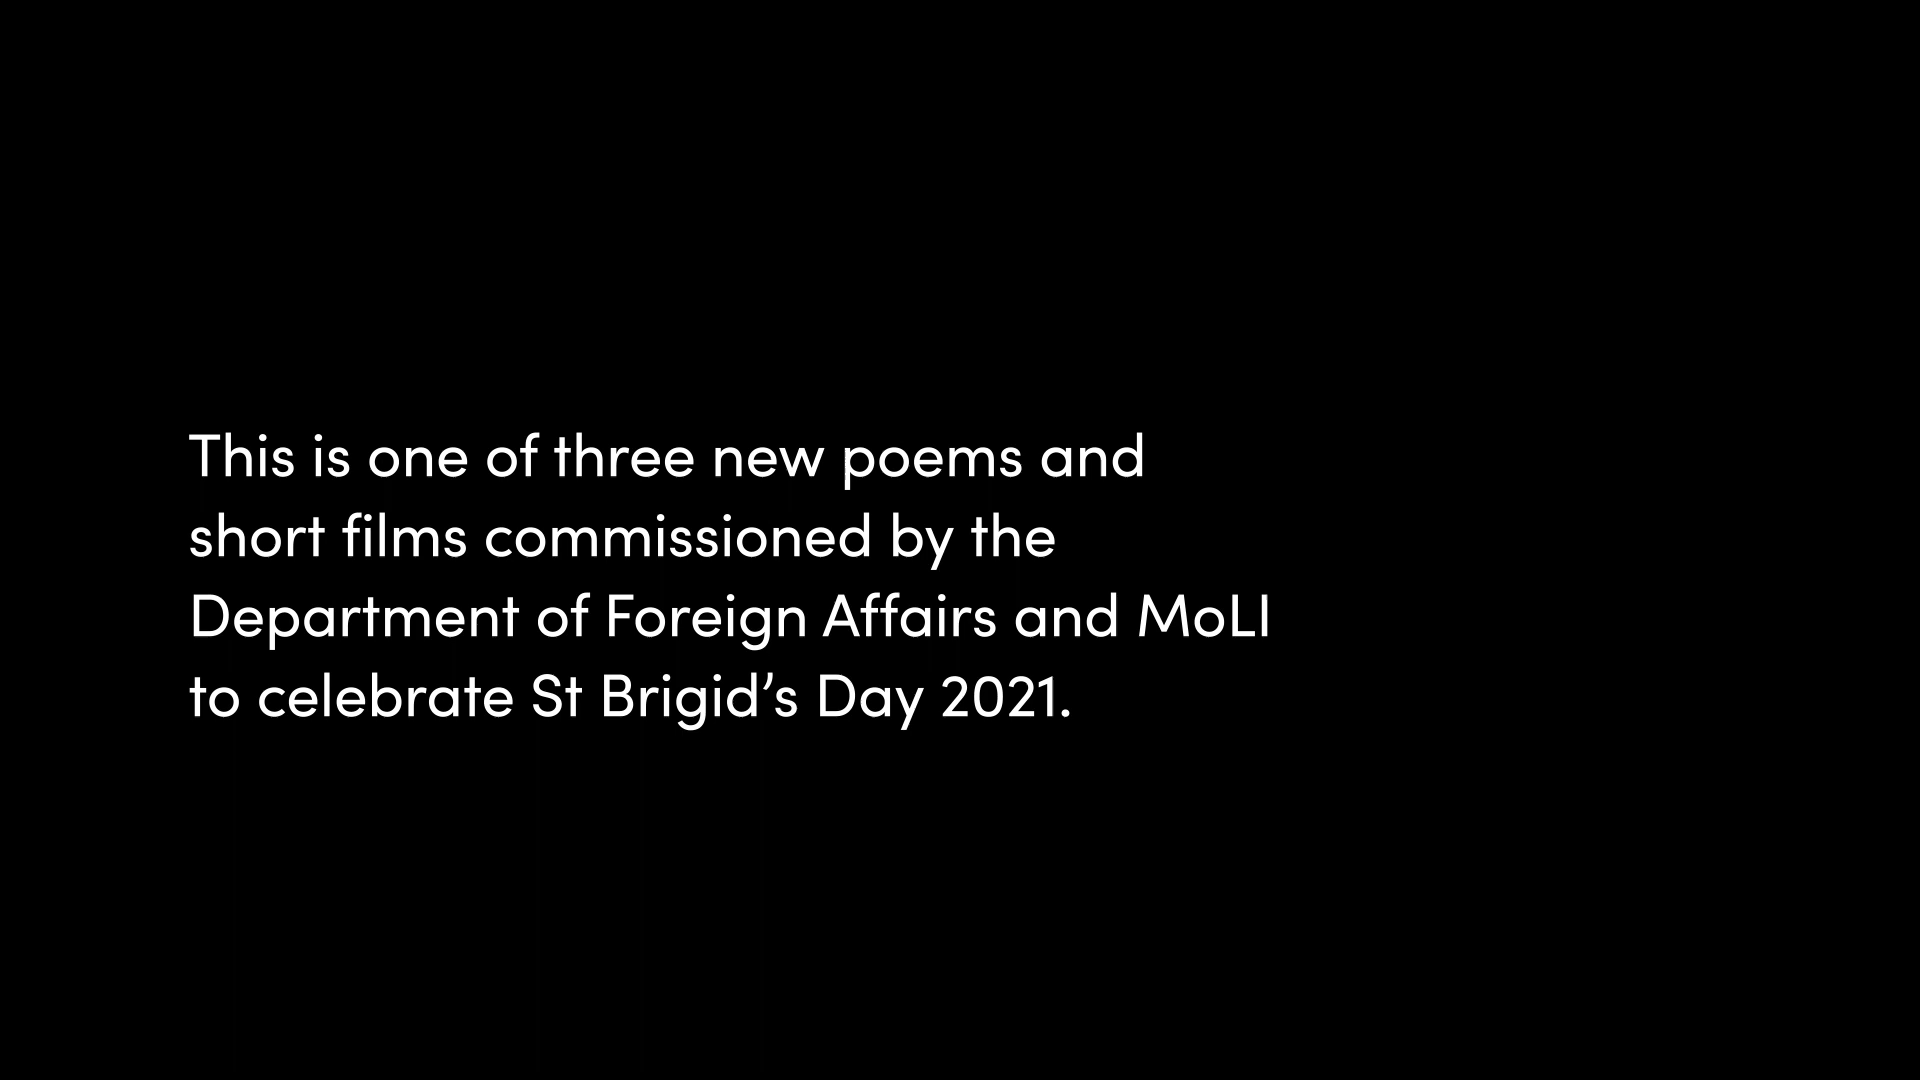 This is one of three new poems and
short films commissioned by the
Department of Foreign Affairs and MoLI
to celebrate St Brigid’s Day 2021.